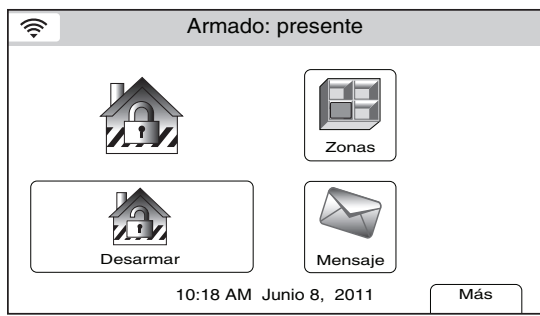 Armado: presente
Zonas
Desarmar
Mensaje
10:18 AM Junio 8, 2011
Más